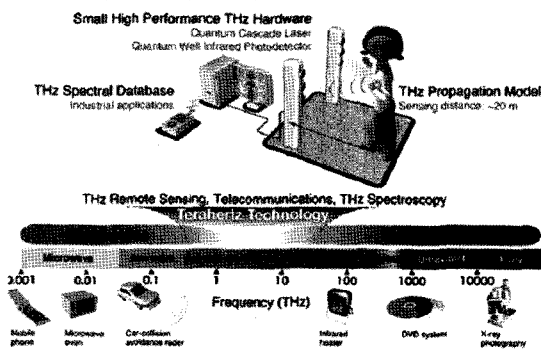 Small High Performance THz Hardware
Quantum Cascade Laser
Quantum Well Infrared Photodetector
THz Spectral Database
Industrial applications
THz Propagation Model
Sensing distance: ~20 m
THz Remote Sensing, Telecommunications, THz Spectroscopy
Terahertz Technology
Microwave
0.001 0.01 0.1 1 10 100 1000 10000
Frequency (THz)
Mobile phone
Microwave oven
Car-collision avoidance radar
Infrared heater
DVD system
X-ray photography